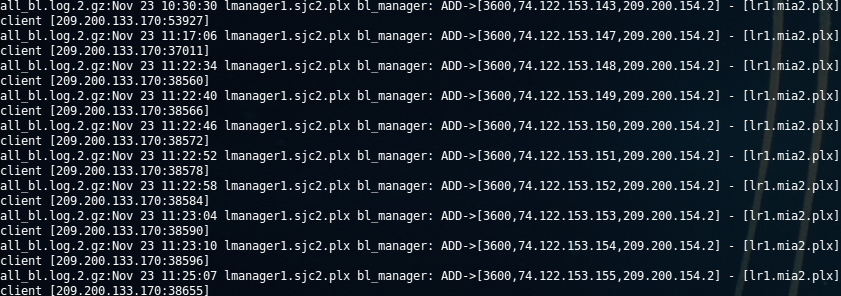 all_bl.log.2.gz:Nov 23 10:30:30 lmanager1.sjc2.plx bl_manager: ADD->[3600,74.122.153.143,209.200.154.2] - [lr1.mia2.plx]
client [209.200.133.170:53927]
all_bl.log.2.gz:Nov 23 11:17:06 lmanager1.sjc2.plx bl_manager: ADD->[3600,74.122.153.147,209.200.154.2] - [lr1.mia2.plx]
client [209.200.133.170:37011]
all_bl.log.2.gz:Nov 23 11:22:34 lmanager1.sjc2.plx bl_manager: ADD->[3600,74.122.153.148,209.200.154.2] - [lr1.mia2.plx]
client [209.200.133.170:38560]
all_bl.log.2.gz:Nov 23 11:22:40 lmanager1.sjc2.plx bl_manager: ADD->[3600,74.122.153.149,209.200.154.2] - [lr1.mia2.plx]
client [209.200.133.170:38566]
all_bl.log.2.gz:Nov 23 11:22:46 lmanager1.sjc2.plx bl_manager: ADD->[3600,74.122.153.150,209.200.154.2] - [lr1.mia2.plx]
client [209.200.133.170:38572]
all_bl.log.2.gz:Nov 23 11:22:52 lmanager1.sjc2.plx bl_manager: ADD->[3600,74.122.153.151,209.200.154.2] - [lr1.mia2.plx]
client [209.200.133.170:38578]
all_bl.log.2.gz:Nov 23 11:22:58 lmanager1.sjc2.plx bl_manager: ADD->[3600,74.122.153.152,209.200.154.2] - [lr1.mia2.plx]
client [209.200.133.170:38584]
all_bl.log.2.gz:Nov 23 11:23:04 lmanager1.sjc2.plx bl_manager: ADD->[3600,74.122.153.153,209.200.154.2] - [lr1.mia2.plx]
client [209.200.133.170:38590]
all_bl.log.2.gz:Nov 23 11:23:10 lmanager1.sjc2.plx bl_manager: ADD->[3600,74.122.153.154,209.200.154.2] - [lr1.mia2.plx]
client [209.200.133.170:38596]
all_bl.log.2.gz:Nov 23 11:25:07 lmanager1.sjc2.plx bl_manager: ADD->[3600,74.122.153.155,209.200.154.2] - [lr1.mia2.plx]
client [209.200.133.170:38655]